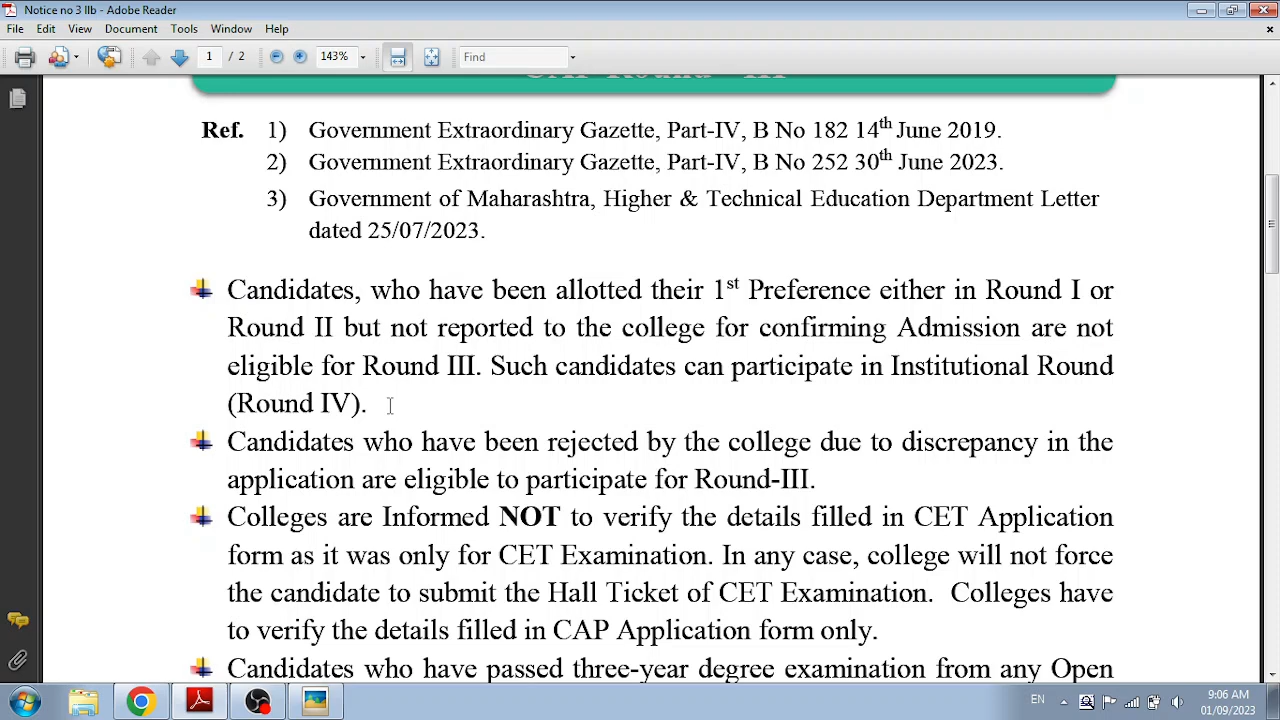 Notice no 3 llb - Adobe Reader
File Edit View Document Tools Window Help
1 / 2 143% Find
CAP Round - III
Ref. 1) Government Extraordinary Gazette, Part-IV, B No 182 14th June 2019.
2) Government Extraordinary Gazette, Part-IV, B No 252 30th June 2023.
3) Government of Maharashtra, Higher & Technical Education Department Letter
dated 25/07/2023.
Candidates, who have been allotted their 1st Preference either in Round I or
Round II but not reported to the college for confirming Admission are not
eligible for Round III. Such candidates can participate in Institutional Round
(Round IV).
Candidates who have been rejected by the college due to discrepancy in the
application are eligible to participate for Round-III.
Colleges are Informed NOT to verify the details filled in CET Application
form as it was only for CET Examination. In any case, college will not force
the candidate to submit the Hall Ticket of CET Examination. Colleges have
to verify the details filled in CAP Application form only.
Candidates who have passed three-year degree examination from any Open
EN
9:06 AM
01/09/2023